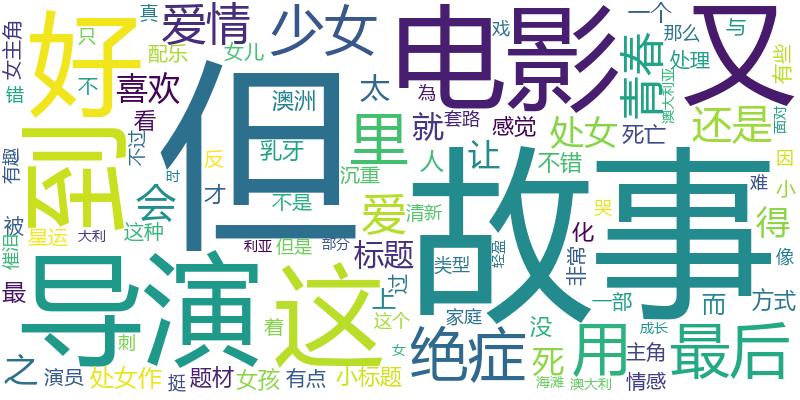 女主角
真
爱情
少女
电影
又
一个
那么
与
有些
错
好
只
配乐
女儿
戏
处理
不
喜欢
但
澳洲
太
為
青春
澳大利亚
面对
有趣
到
看
不过
里
就
套路
感觉
处女
死亡
还是
反
乳牙
人
让
不错
因
时
才
沉重
故事
难
小
被
会
不是
爱
清新
得
催泪
星运
大利
这种
利亚
但是
部分
标题
类型
轻盈
非常
化
哭
像
最
导演
这
上
过
一部
而
方式
着
这个
家庭
没
成长
之
演员
处女作
刺
挺
题材
女孩
有点
小标题
女
绝症
死
海滩
用
澳大利
主角
情感
最后